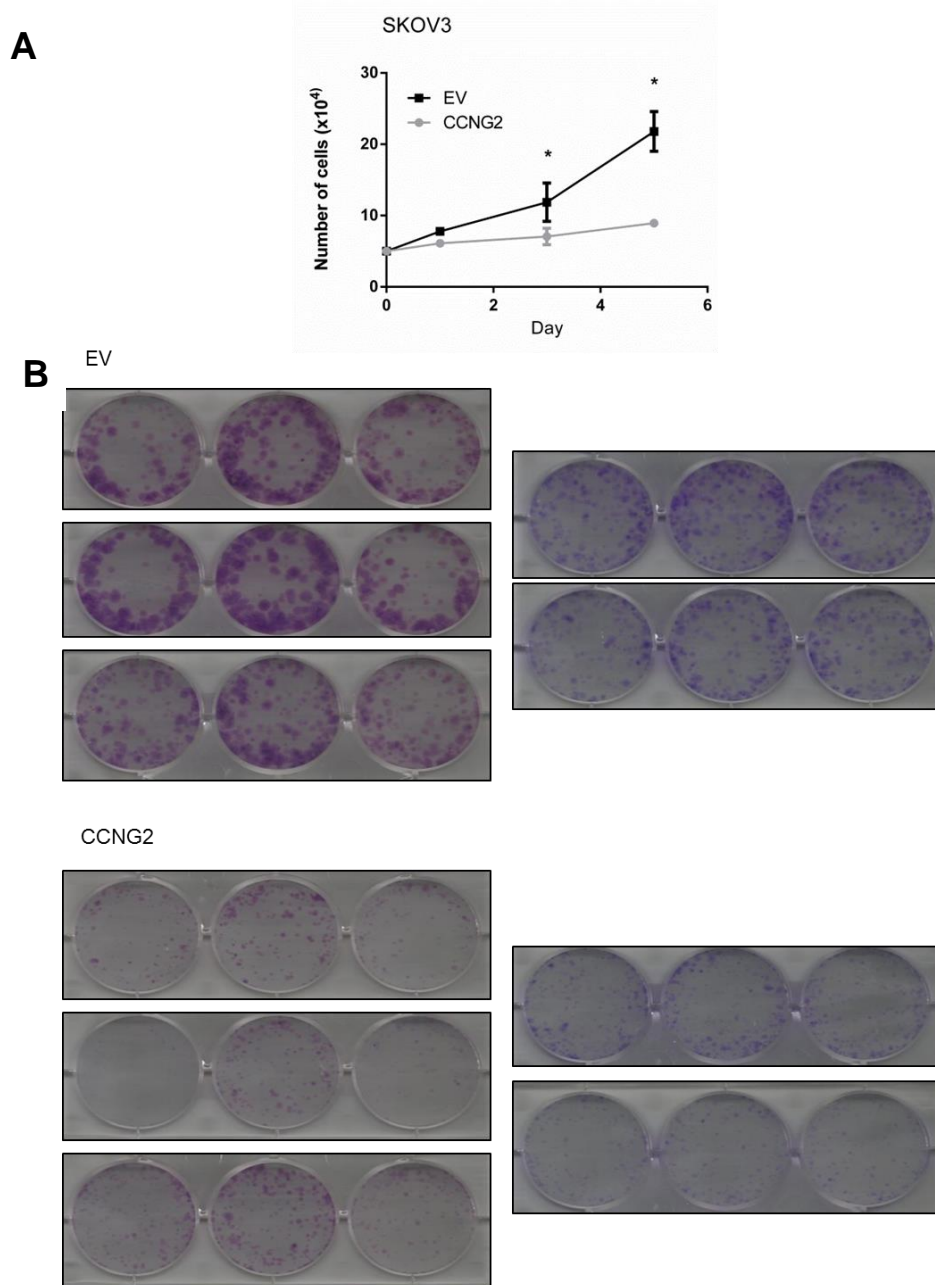 A
SKOV3
Number of cells (x10⁴)
30
20
10
0
EV
CCNG2
*
*
0
2
4
6
Day
B
EV
CCNG2